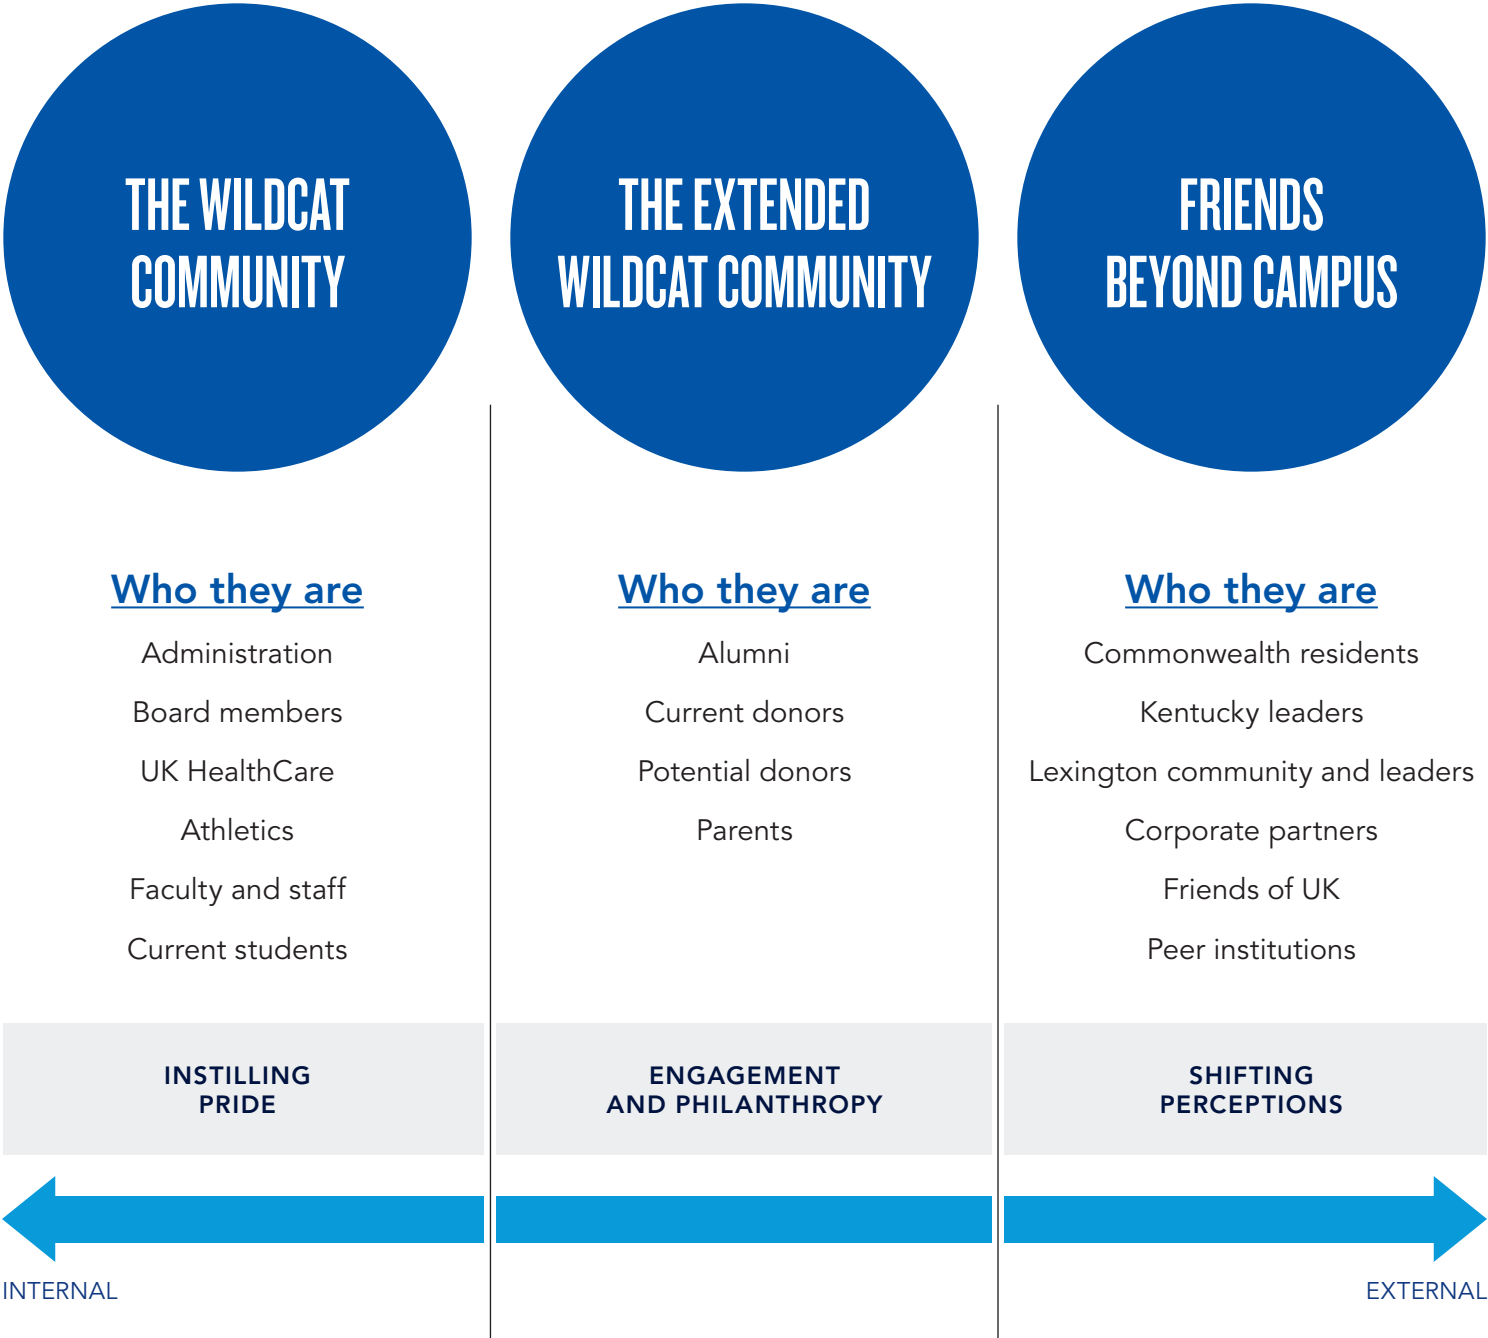 THE WILDCAT
COMMUNITY
Who they are
Administration
Board members
UK HealthCare
Athletics
Faculty and staff
Current students
INSTILLING
PRIDE
THE EXTENDED
WILDCAT COMMUNITY
Who they are
Alumni
Current donors
Potential donors
Parents
ENGAGEMENT
AND PHILANTHROPY
FRIENDS
BEYOND CAMPUS
Who they are
Commonwealth residents
Kentucky leaders
Lexington community and leaders
Corporate partners
Friends of UK
Peer institutions
SHIFTING
PERCEPTIONS
INTERNAL
EXTERNAL